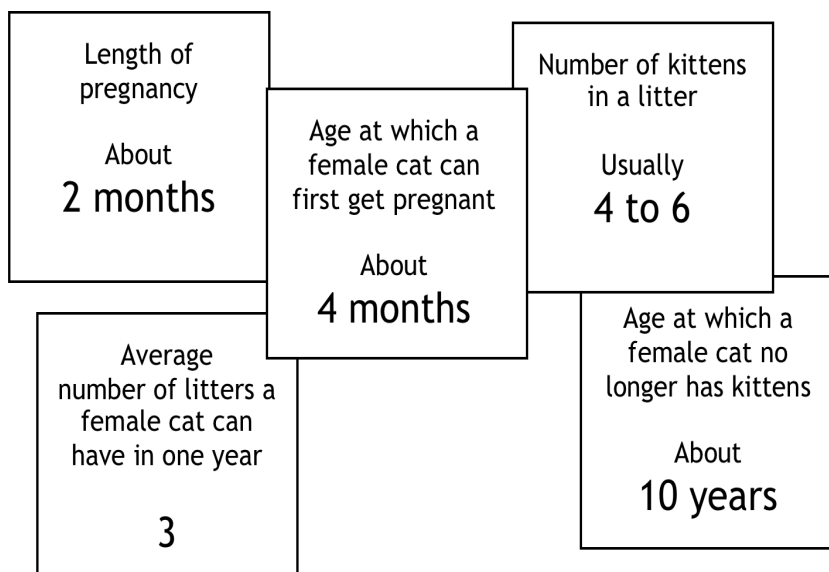 Length of
pregnancy
About
2 months
Age at which a
female cat can
first get pregnant
About
4 months
Number of kittens
in a litter
Usually
4 to 6
Average
number of litters a
female cat can
have in one year
3
Age at which a
female cat no
longer has kittens
About
10 years